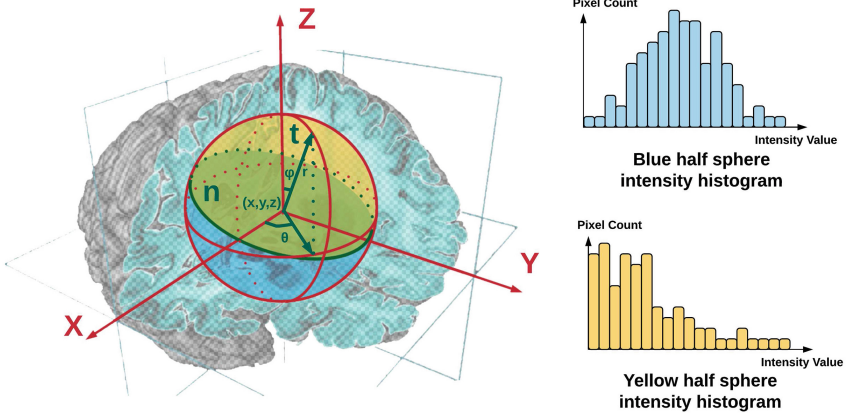 Z
t
φ
r
n
(x,y,z)
θ
Y
X
Pixel Count
Intensity Value
Blue half sphere
intensity histogram
Pixel Count
Intensity Value
Yellow half sphere
intensity histogram